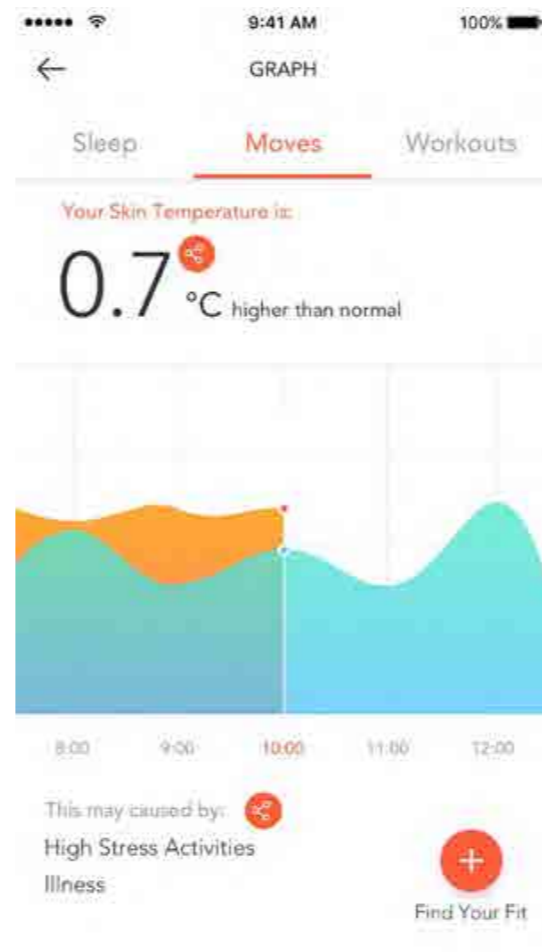 9:41 AM 100%
GRAPH
Sleep Moves Workouts
Your Skin Temperature is:
0.7 °C higher than normal
8:00 9:00 10:00 11:00 12:00
This may caused by:
High Stress Activities
Illness
Find Your Fit